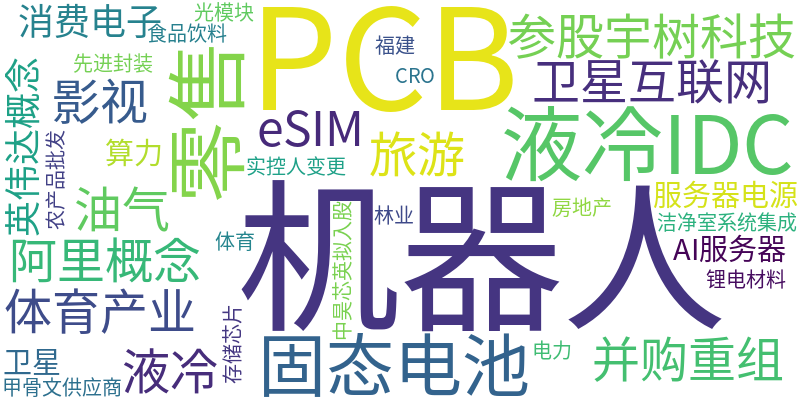 消费电子
光模块
食品饮料
先进封装
影视
零售
PCB
福建
CRO
参股宇树科技
卫星互联网
英伟达概念
农产品批发
算力
eSIM
旅游
液冷IDC
实控人变更
油气
服务器电源
阿里概念
体育
机器人
林业
中昊芯英拟入股
房地产
洁净室系统集成
AI服务器
锂电材料
体育产业
卫星
液冷
存储芯片
固态电池
电力
并购重组
甲骨文供应商